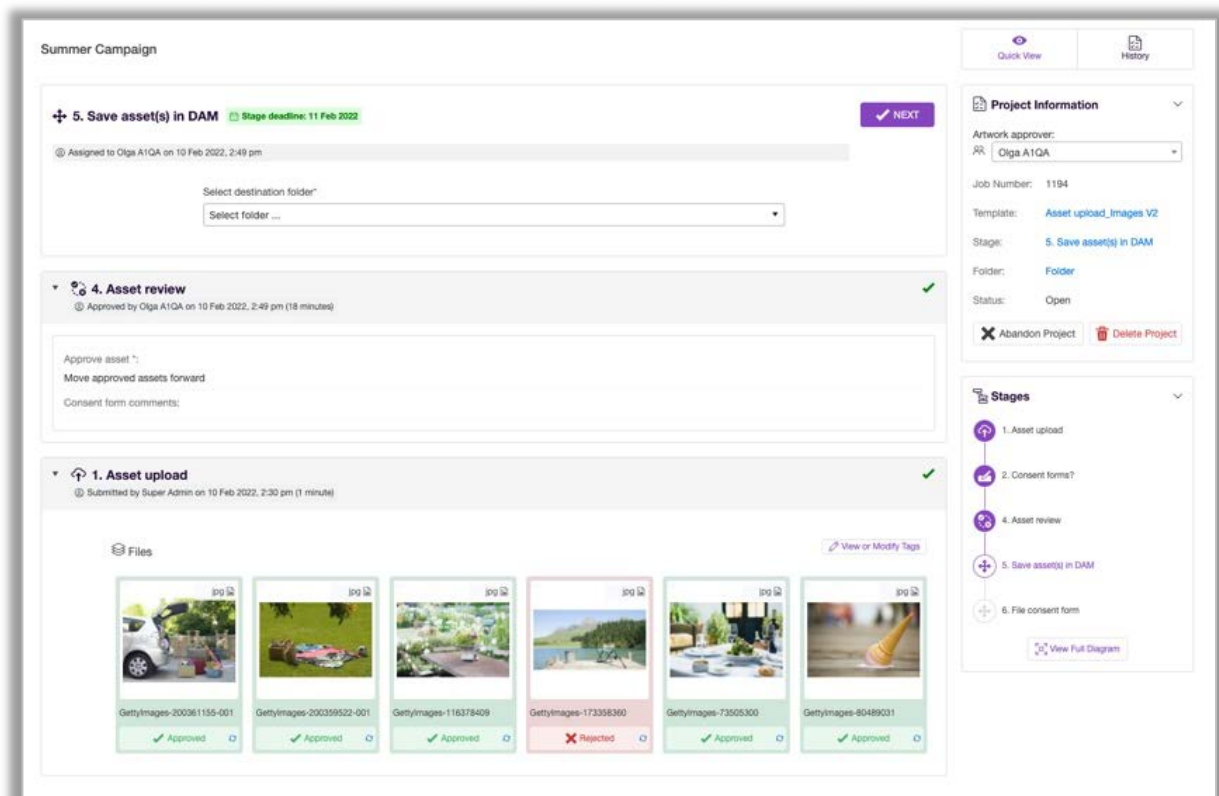 Summer Campaign
Quick View
History
5. Save asset(s) in DAM
Stage deadline: 11 Feb 2022
NEXT
Assigned to Olga A1QA on 10 Feb 2022, 2:49 pm
Select destination folder*
Select folder ...
4. Asset review
Approved by Olga A1QA on 10 Feb 2022, 2:49 pm (18 minutes)
Approve asset *:
Move approved assets forward
Consent form comments:
1. Asset upload
Submitted by Super Admin on 10 Feb 2022, 2:30 pm (1 minute)
Files
View or Modify Tags
jpg
jpg
jpg
jpg
jpg
jpg
GettyImages-200361155-001
GettyImages-200359522-001
GettyImages-116378409
GettyImages-173358360
GettyImages-73505300
GettyImages-80489031
Approved
Approved
Approved
Rejected
Approved
Approved
Project Information
Artwork approver:
Olga A1QA
Job Number: 1194
Template: Asset upload_Images V2
Stage: 5. Save asset(s) in DAM
Folder: Folder
Status: Open
Abandon Project
Delete Project
Stages
1. Asset upload
2. Consent forms?
4. Asset review
5. Save asset(s) in DAM
6. File consent form
View Full Diagram